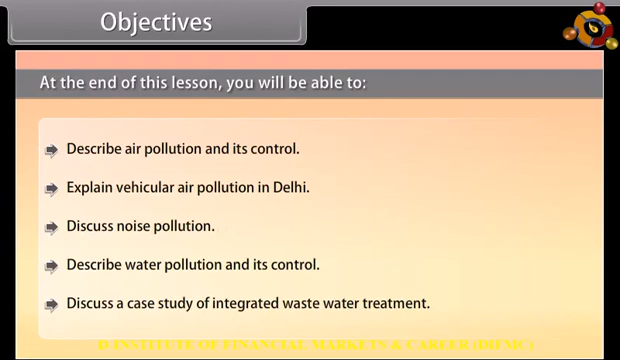 Objectives
At the end of this lesson, you will be able to:
Describe air pollution and its control.
Explain vehicular air pollution in Delhi.
Discuss noise pollution.
Describe water pollution and its control.
Discuss a case study of integrated waste water treatment.
D INSTITUTE OF FINANCIAL MARKETS & CAREER (DIFMC)